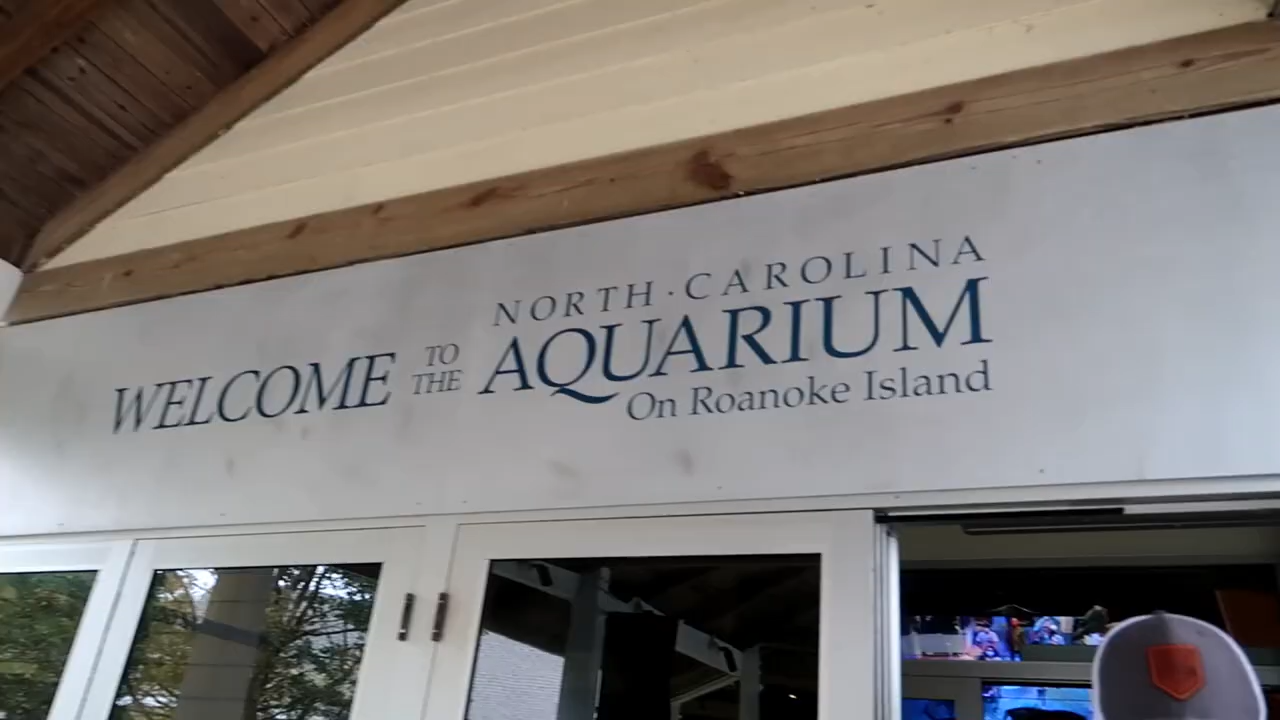 WELCOME
TO
THE
NORTH · CAROLINA
AQUARIUM
On Roanoke Island